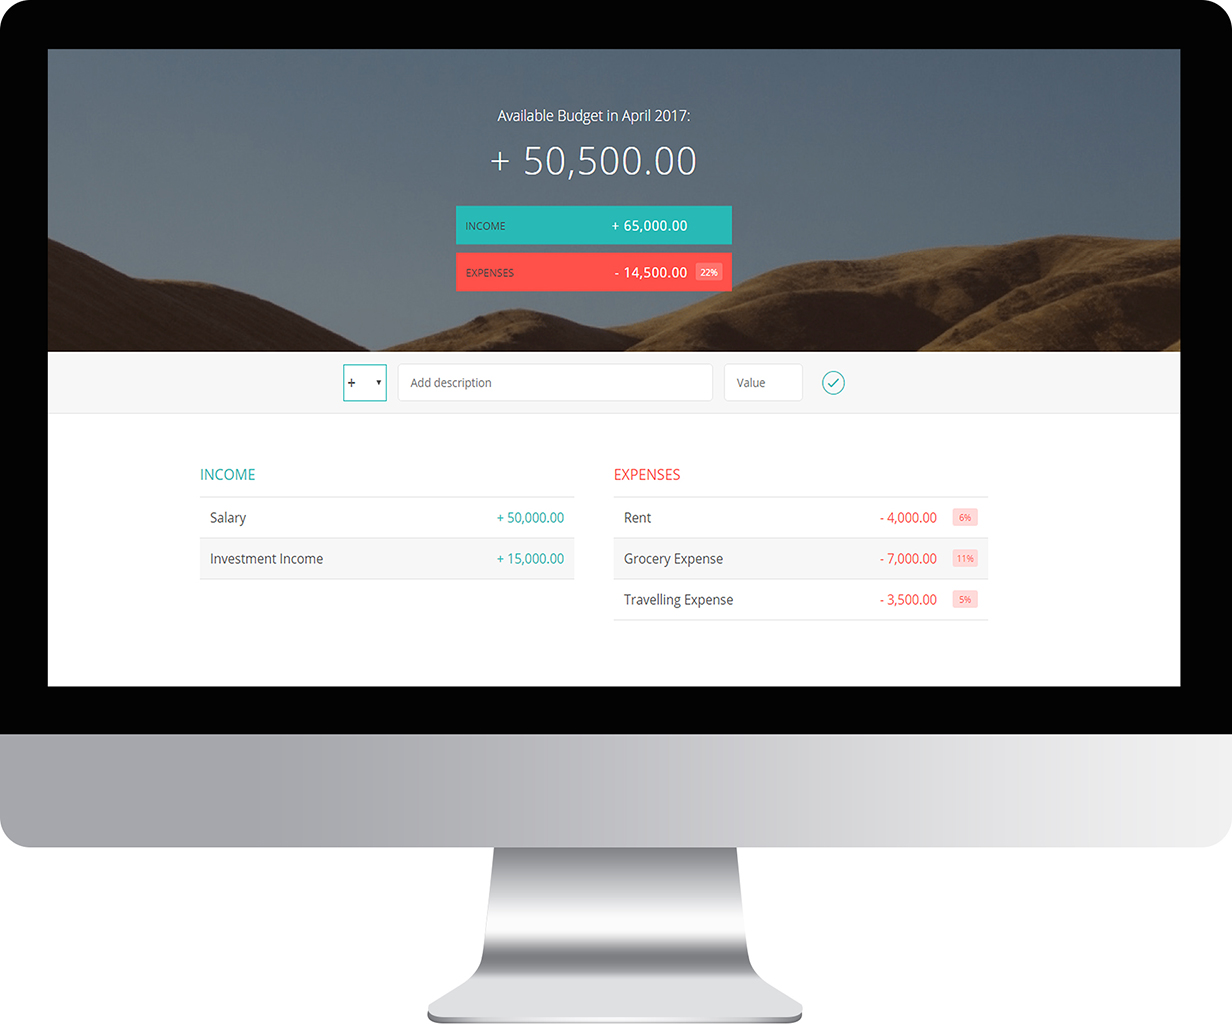 Available Budget in April 2017:
+ 50,500.00
INCOME + 65,000.00
EXPENSES - 14,500.00 22%
+ ▼ Add description Value
INCOME
Salary + 50,000.00
Investment Income + 15,000.00
EXPENSES
Rent - 4,000.00 6%
Grocery Expense - 7,000.00 11%
Travelling Expense - 3,500.00 5%